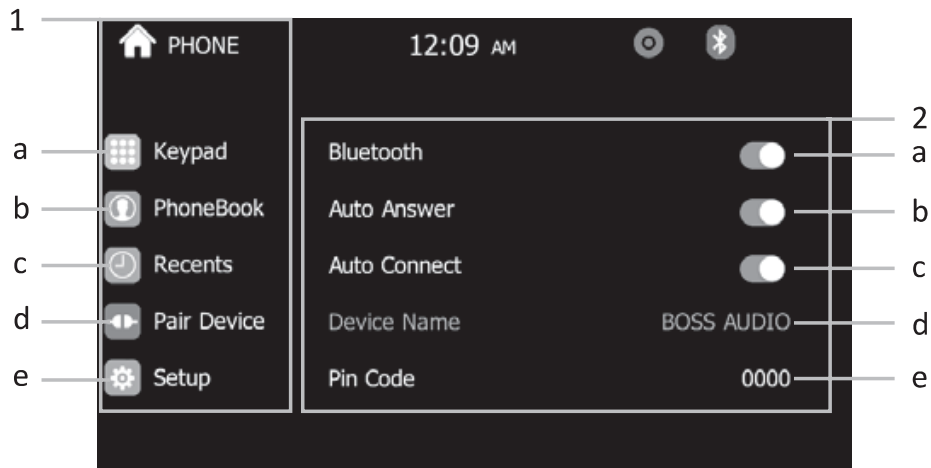 1
PHONE 12:09 AM
2
a Keypad Bluetooth a
b PhoneBook Auto Answer b
c Recents Auto Connect c
d Pair Device Device Name BOSS AUDIO d
e Setup Pin Code 0000 e